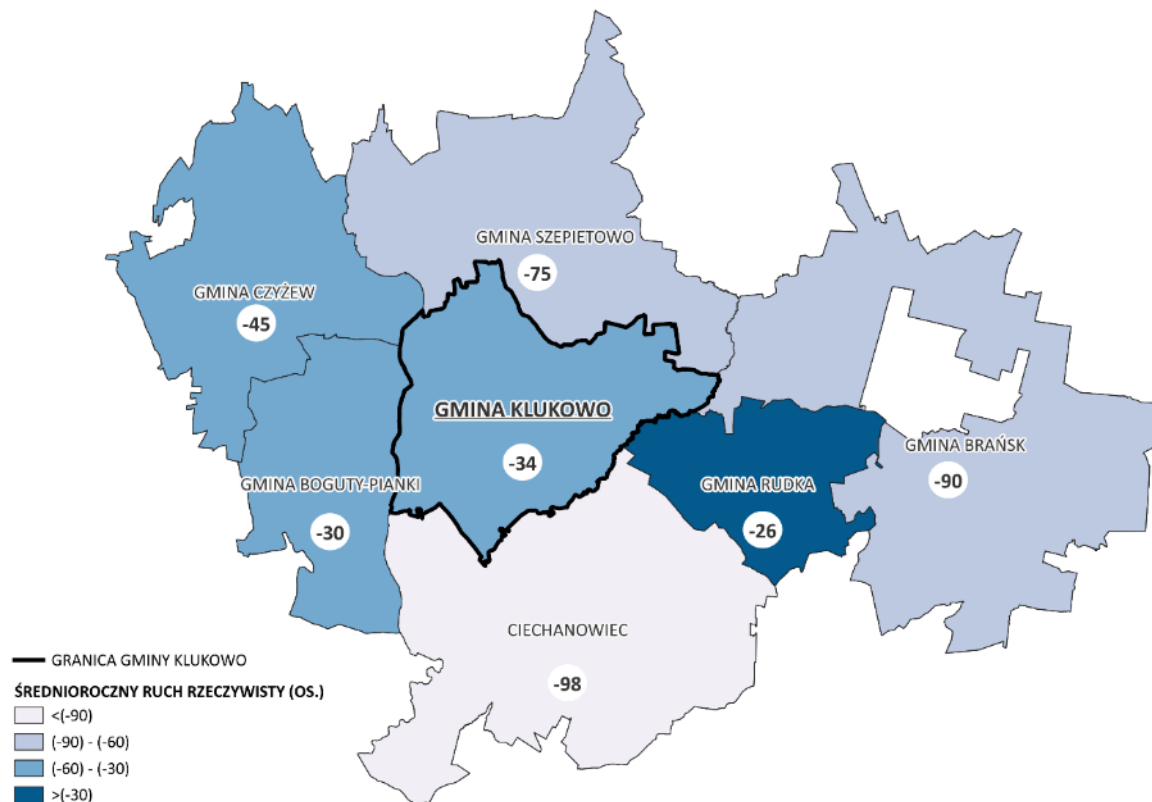 GMINA SZEPIETOWO
-75
GMINA CZYŻEW
-45
GMINA KLUKOWO
-34
GMINA BRAŃSK
-90
GMINA BOGUTY-PIANKI
-30
GMINA RUDKA
-26
CIECHANOWIEC
-98
GRANICA GMINY KLUKOWO
ŚREDNIOROCZNY RUCH RZECZYWISTY (OS.)
<(-90)
(-90) - (-60)
(-60) - (-30)
>(-30)